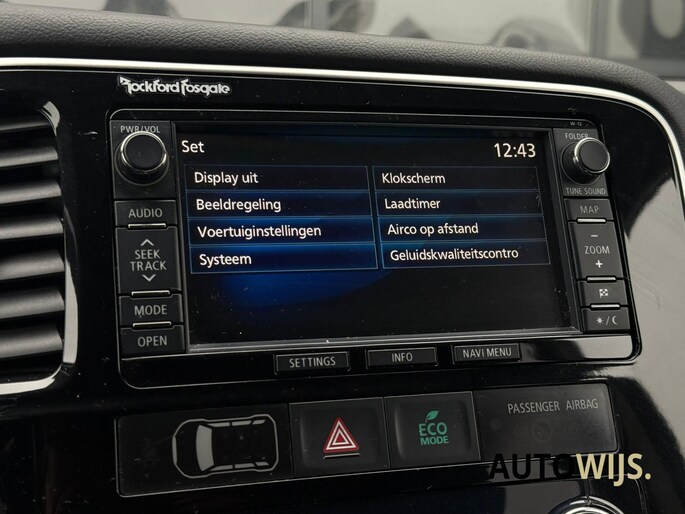 Rockford Fosgate
PWR/VOL
W-12
FOLDER
Set
12:43
Display uit
Klokscherm
Beeldregeling
Laadtimer
Voertuiginstellingen
Airco op afstand
Systeem
Geluidskwaliteitscontro
AUDIO
SEEK
TRACK
MODE
OPEN
TUNE SOUND
MAP
ZOOM
SETTINGS
INFO
NAVI MENU
ECO
MODE
PASSENGER AIRBAG
AUTOWIJS.